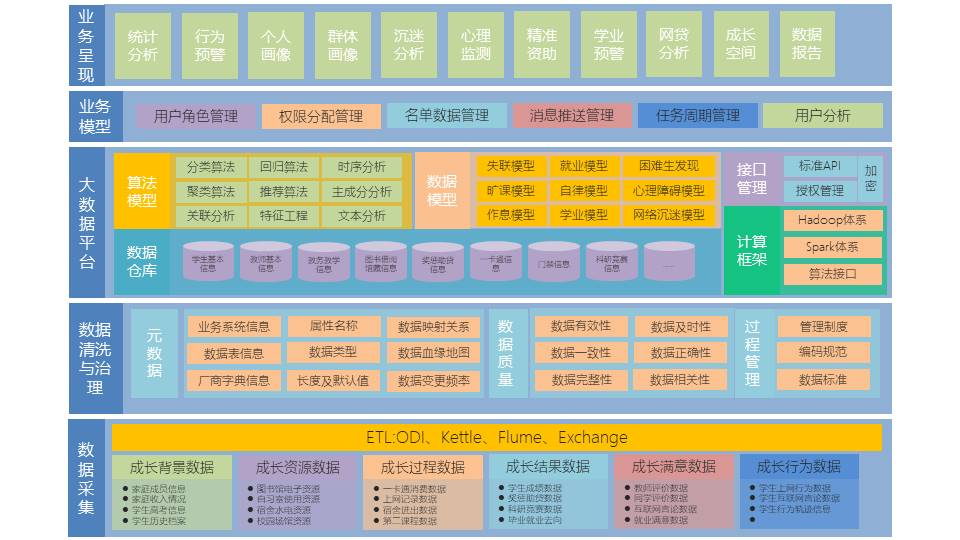 业务呈现
统计分析
行为预警
个人画像
群体画像
沉迷分析
心理监测
精准资助
学业预警
网贷分析
成长空间
数据报告
业务模型
用户角色管理
权限分配管理
名单数据管理
消息推送管理
任务周期管理
用户分析
大数据平台
算法模型
分类算法
回归算法
时序分析
聚类算法
推荐算法
主成分分析
关联分析
特征工程
文本分析
数据模型
失联模型
就业模型
困难生发现
旷课模型
自律模型
心理障碍模型
作息模型
学业模型
网络沉迷模型
接口管理
标准API
授权管理
加密
数据仓库
学生基本信息
教师基本信息
教务教学信息
图书借阅馆藏信息
奖惩助贷信息
一卡通信息
门禁信息
科研竞赛信息
......
计算框架
Hadoop体系
Spark体系
算法接口
数据清洗与治理
元数据
业务系统信息
属性名称
数据映射关系
数据表信息
数据类型
数据血缘地图
厂商字典信息
长度及默认值
数据变更频率
数据质量
数据有效性
数据及时性
数据一致性
数据正确性
数据完整性
数据相关性
过程管理
管理制度
编码规范
数据标准
数据采集
ETL:ODI、Kettle、Flume、Exchange
成长背景数据
家庭成员信息
家庭收入情况
学生高考信息
学生历史档案
成长资源数据
图书馆电子资源
自习室使用资源
宿舍水电资源
校园场馆资源
成长过程数据
一卡通消费数据
上网记录数据
宿舍进出数据
第二课程数据
成长结果数据
学生成绩数据
奖惩助贷数据
科研竞赛数据
毕业就业去向
成长满意数据
教师评价数据
同学评价数据
互联网言论数据
就业满意数据
成长行为数据
学生上网行为数据
学生互联网言论数据
学生行为轨迹信息